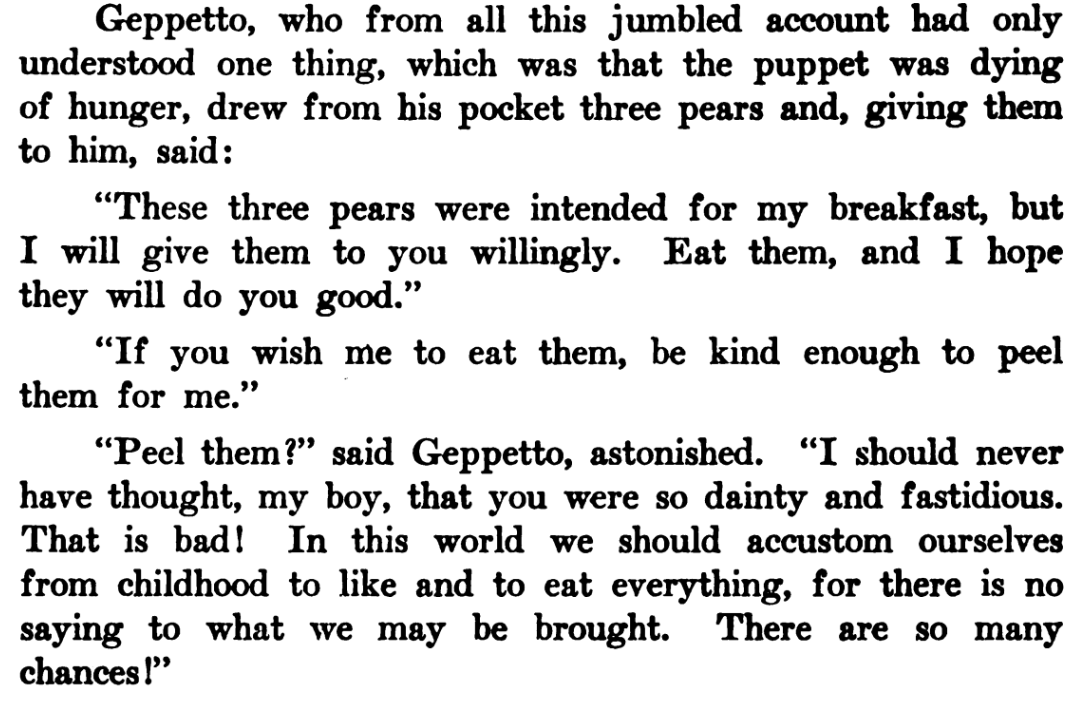 Geppetto, who from all this jumbled account had only
understood one thing, which was that the puppet was dying
of hunger, drew from his pocket three pears and, giving them
to him, said:
“These three pears were intended for my breakfast, but
I will give them to you willingly. Eat them, and I hope
they will do you good.”
“If you wish me to eat them, be kind enough to peel
them for me.”
“Peel them?” said Geppetto, astonished. “I should never
have thought, my boy, that you were so dainty and fastidious.
That is bad! In this world we should accustom ourselves
from childhood to like and to eat everything, for there is no
saying to what we may be brought. There are so many
chances!”